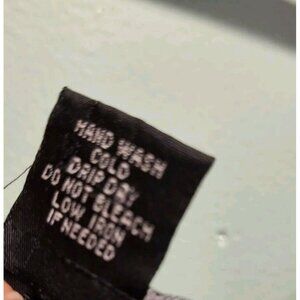 HAND WASH
COLD
DRIP DRY
DO NOT BLEACH
LOW IRON
IF NEEDED